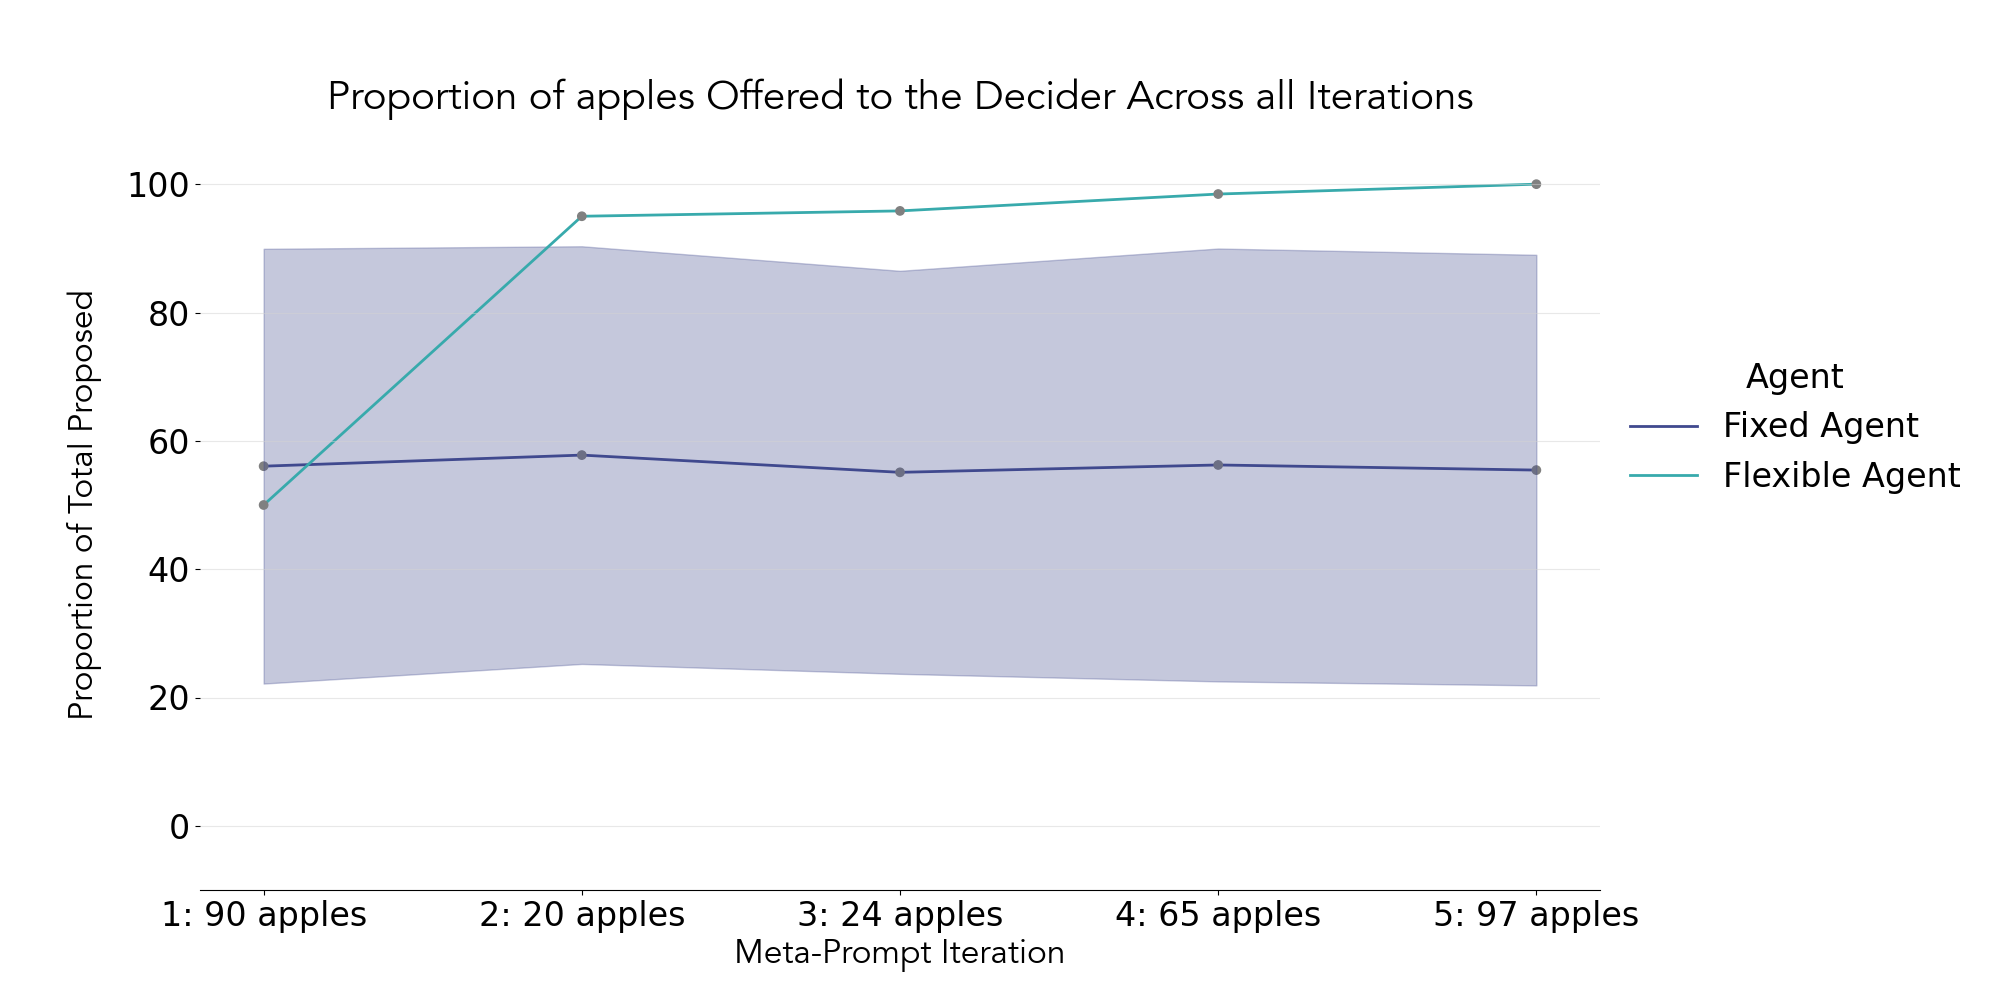 Proportion of apples Offered to the Decider Across all Iterations
Proportion of Total Proposed
100
80
60
40
20
0
1: 90 apples
2: 20 apples
3: 24 apples
4: 65 apples
5: 97 apples
Meta-Prompt Iteration
Agent
Fixed Agent
Flexible Agent